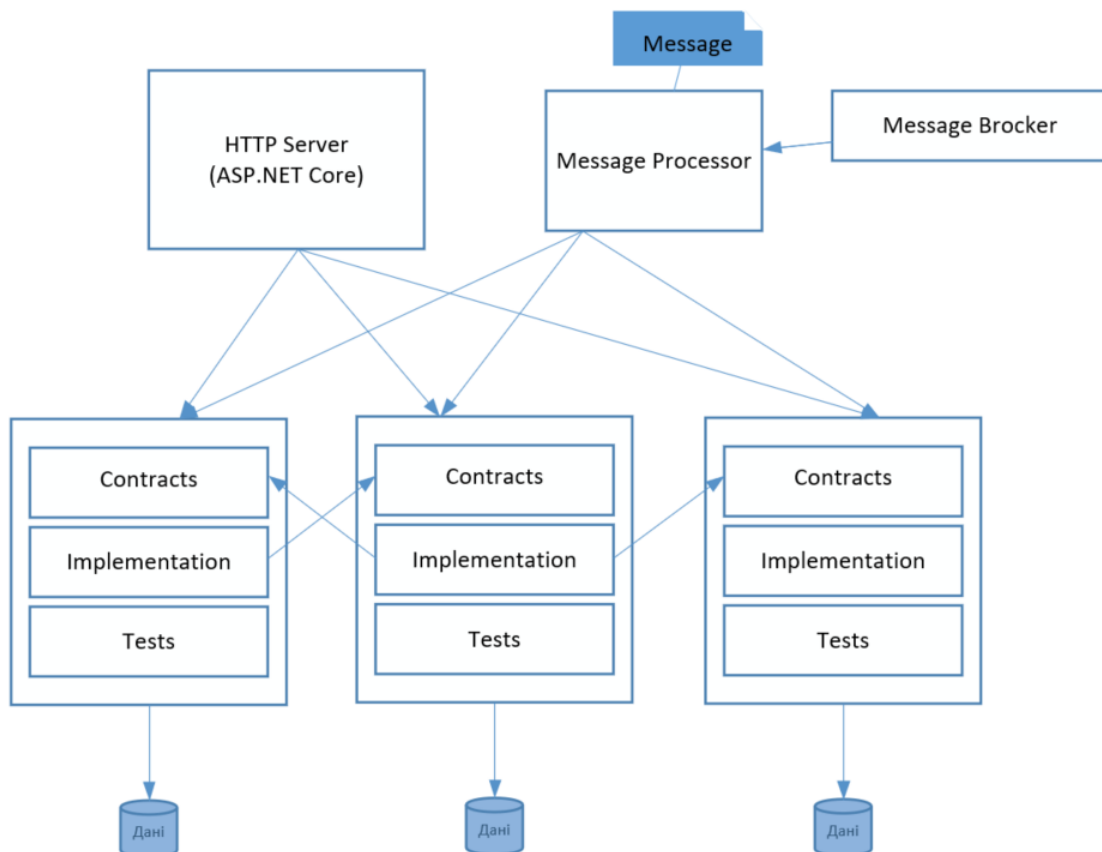 Message
HTTP Server
(ASP.NET Core)
Message Processor
Message Brocker
Contracts
Implementation
Tests
Contracts
Implementation
Tests
Contracts
Implementation
Tests
Дані
Дані
Дані